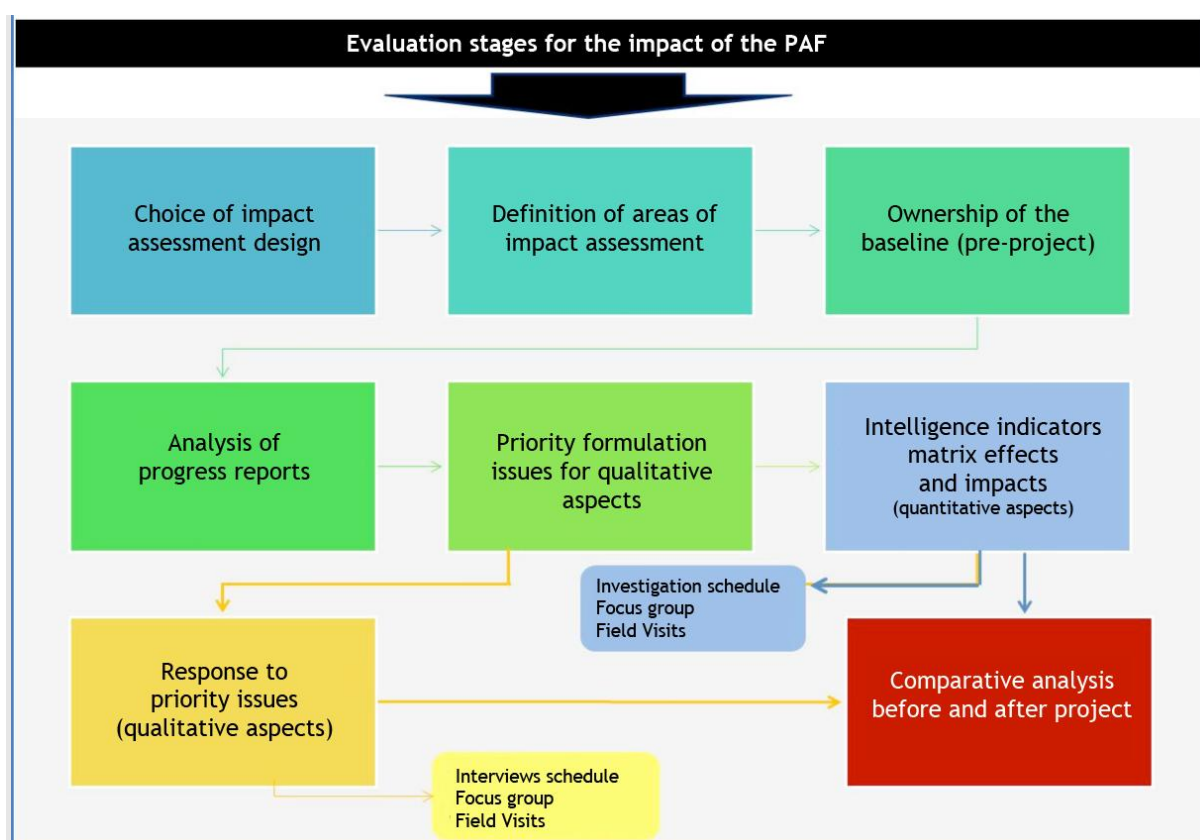 Evaluation stages for the impact of the PAF
Choice of impact
assessment design
Definition of areas of
impact assessment
Ownership of the
baseline (pre-project)
Analysis of
progress reports
Priority formulation
issues for qualitative
aspects
Intelligence indicators
matrix effects
and impacts
(quantitative aspects)
Investigation schedule
Focus group
Field Visits
Response to
priority issues
(qualitative aspects)
Comparative analysis
before and after project
Interviews schedule
Focus group
Field Visits